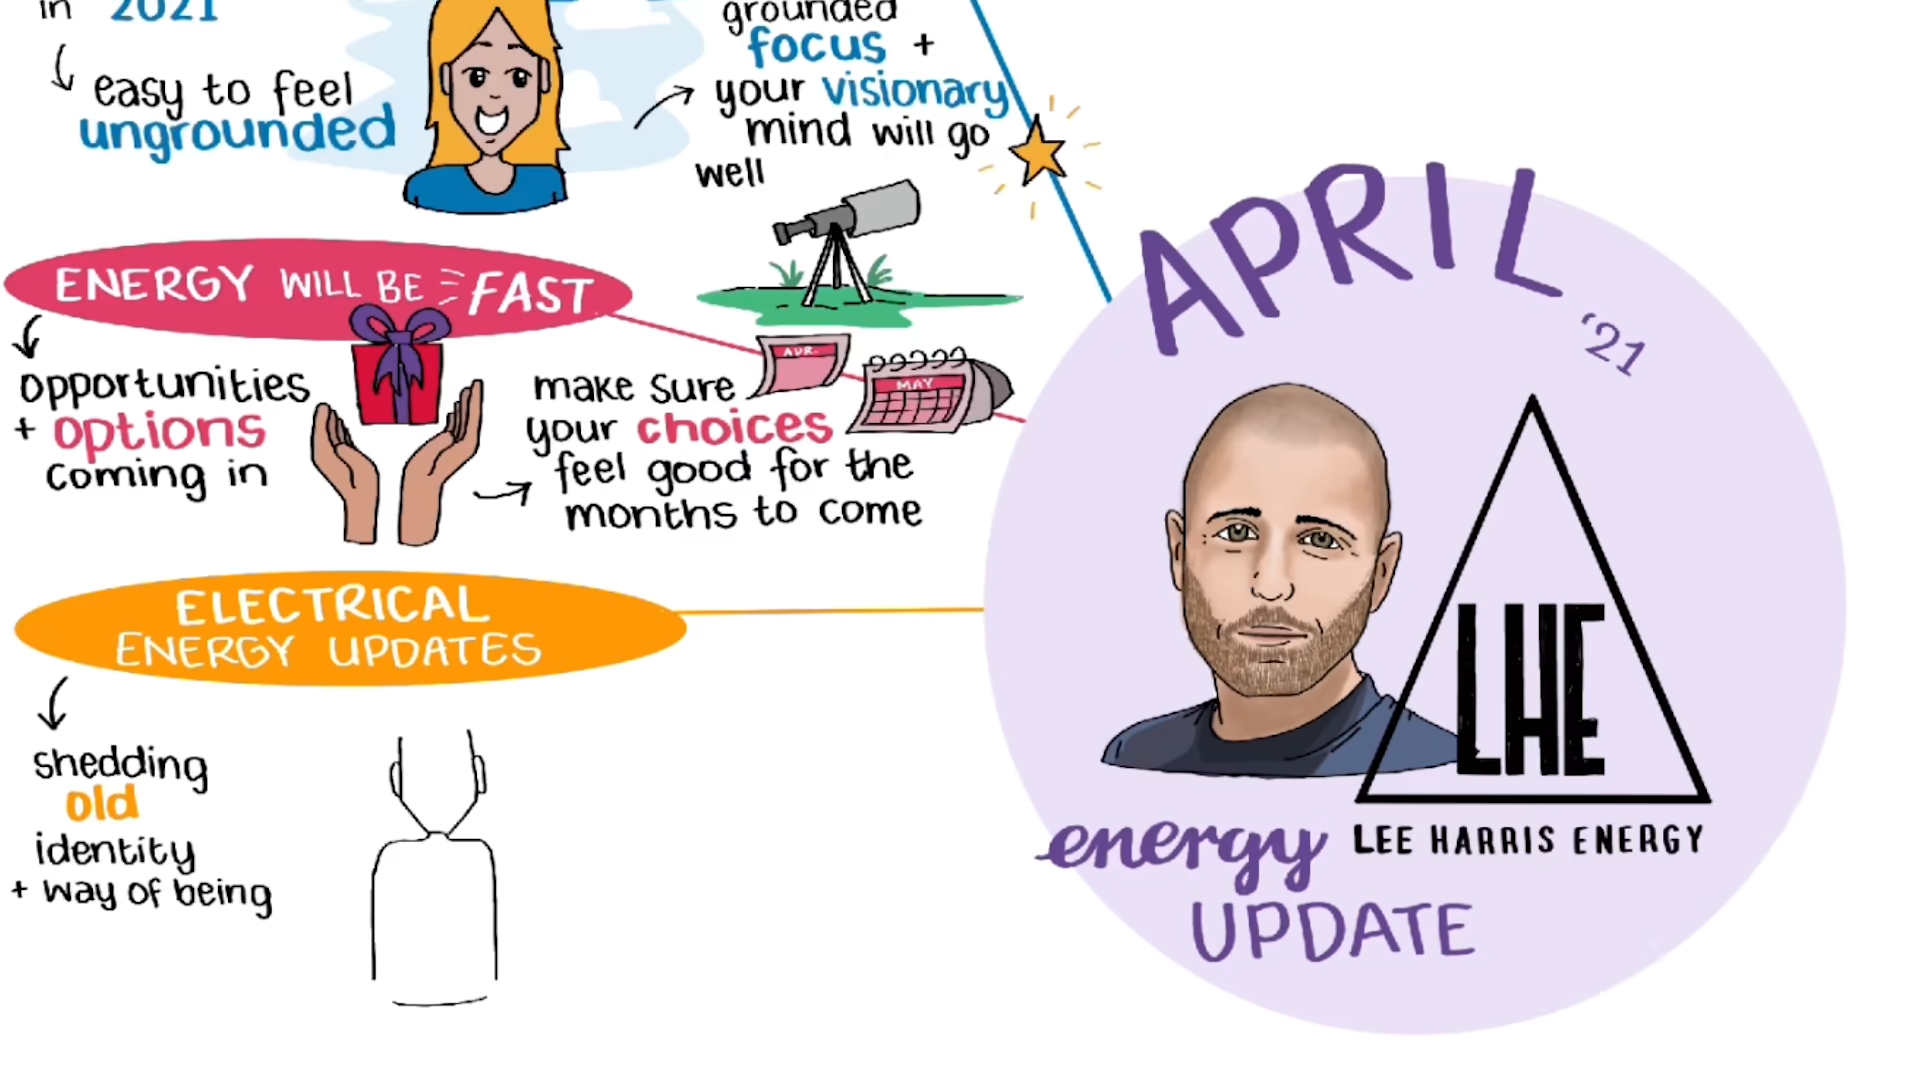 in 2021
easy to feel
ungrounded
grounded
focus +
your visionary
mind will go
well
ENERGY WILL BE FAST
opportunities
+ options
coming in
APR.
MAY
make sure
your choices
feel good for the
months to come
ELECTRICAL
ENERGY UPDATES
shedding
old
identity
+ way of being
APRIL '21
LHE
LEE HARRIS ENERGY
energy
UPDATE